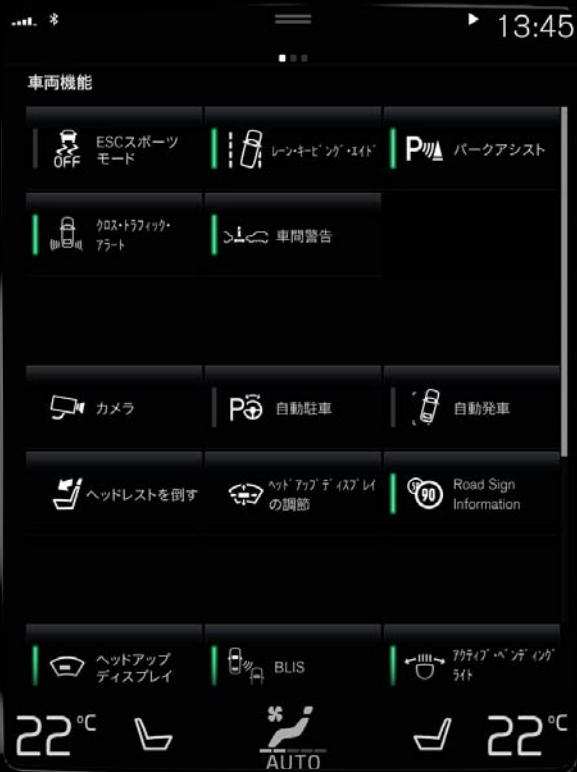 13:45
車両機能
OFF
ESCスポーツ
モード
レーン・キーピング・エイド
P
パークアシスト
クロス・トラフィック・
アラート
車間警告
カメラ
P
自動駐車
自動発車
ヘッドレストを倒す
ヘッドアップディスプレイ
の調節
50
90
Road Sign
Information
ヘッドアップ
ディスプレイ
BLIS
アクティブ・ベンディング
ライト
22°C
AUTO
22°C